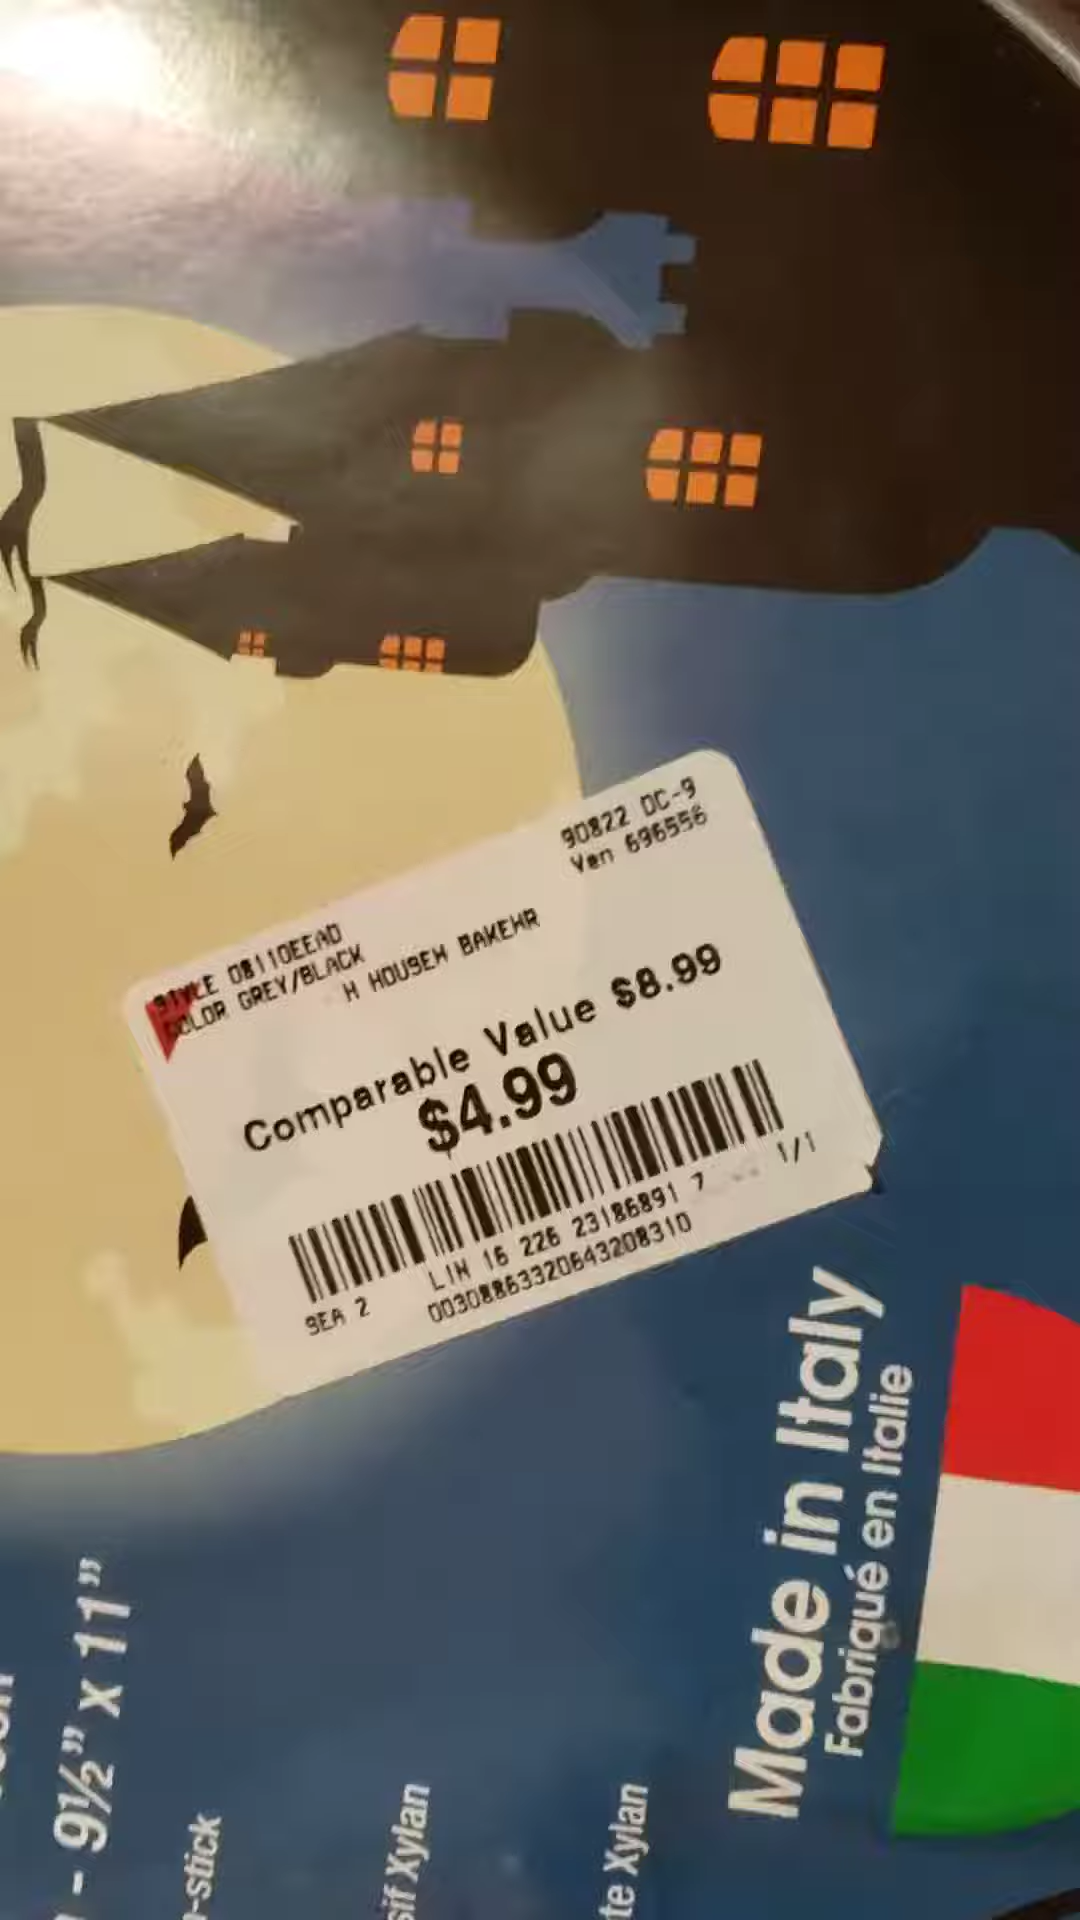 90822 DC-9
Ven 696556
STYLE 08110EEAD
COLOR GREY/BLACK
H HOUSEH BAKEHR
Comparable Value $8.99
$4.99
1/1
LIN 16 226 23186891 7
SEA 2
00308863320643208310
Made in Italy
Fabriqué en Italie
- 9½” x 11”
-stick
sif Xylan
te Xylan